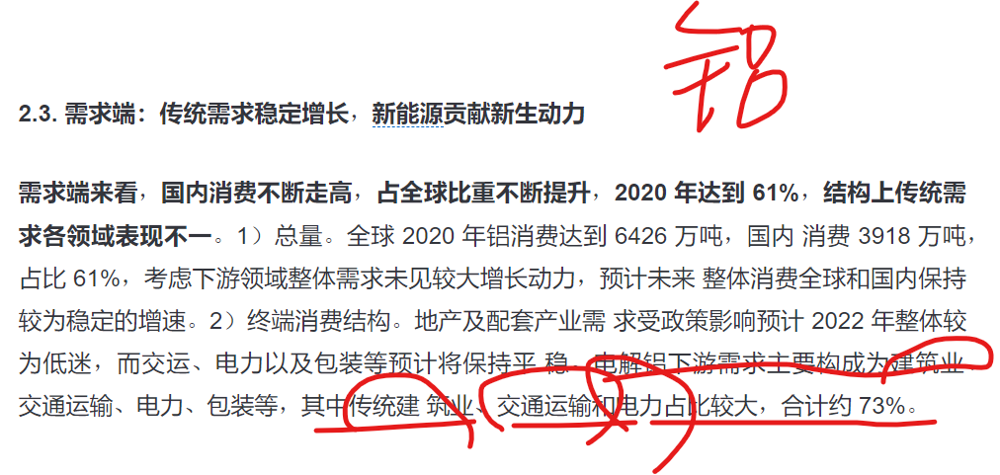 铝
2.3. 需求端：传统需求稳定增长，新能源贡献新生动力
需求端来看，国内消费不断走高，占全球比重不断提升，2020 年达到 61%，结构上传统需
求各领域表现不一。1）总量。全球 2020 年铝消费达到 6426 万吨，国内 消费 3918 万吨，
占比 61%，考虑下游领域整体需求未见较大增长动力，预计未来 整体消费全球和国内保持
较为稳定的增速。2）终端消费结构。地产及配套产业需 求受政策影响预计 2022 年整体较
为低迷，而交运、电力以及包装等预计将保持平 稳。电解铝下游需求主要构成为建筑业、
交通运输、电力、包装等，其中传统建 筑业、交通运输和电力占比较大，合计约 73%。